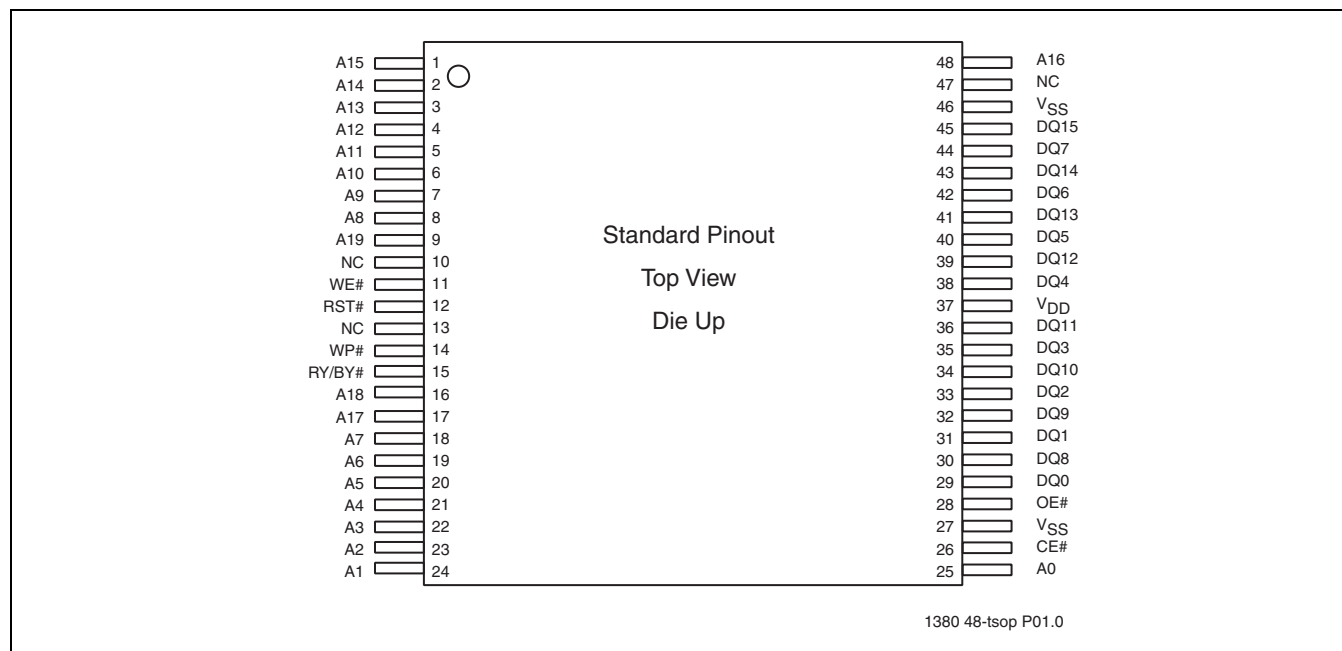 A15 1
A14 2
A13 3
A12 4
A11 5
A10 6
A9 7
A8 8
A19 9
NC 10
WE# 11
RST# 12
NC 13
WP# 14
RY/BY# 15
A18 16
A17 17
A7 18
A6 19
A5 20
A4 21
A3 22
A2 23
A1 24
Standard Pinout
Top View
Die Up
48 A16
47 NC
46 VSS
45 DQ15
44 DQ7
43 DQ14
42 DQ6
41 DQ13
40 DQ5
39 DQ12
38 DQ4
37 VDD
36 DQ11
35 DQ3
34 DQ10
33 DQ2
32 DQ9
31 DQ1
30 DQ8
29 DQ0
28 OE#
27 VSS
26 CE#
25 A0
1380 48-tsop P01.0